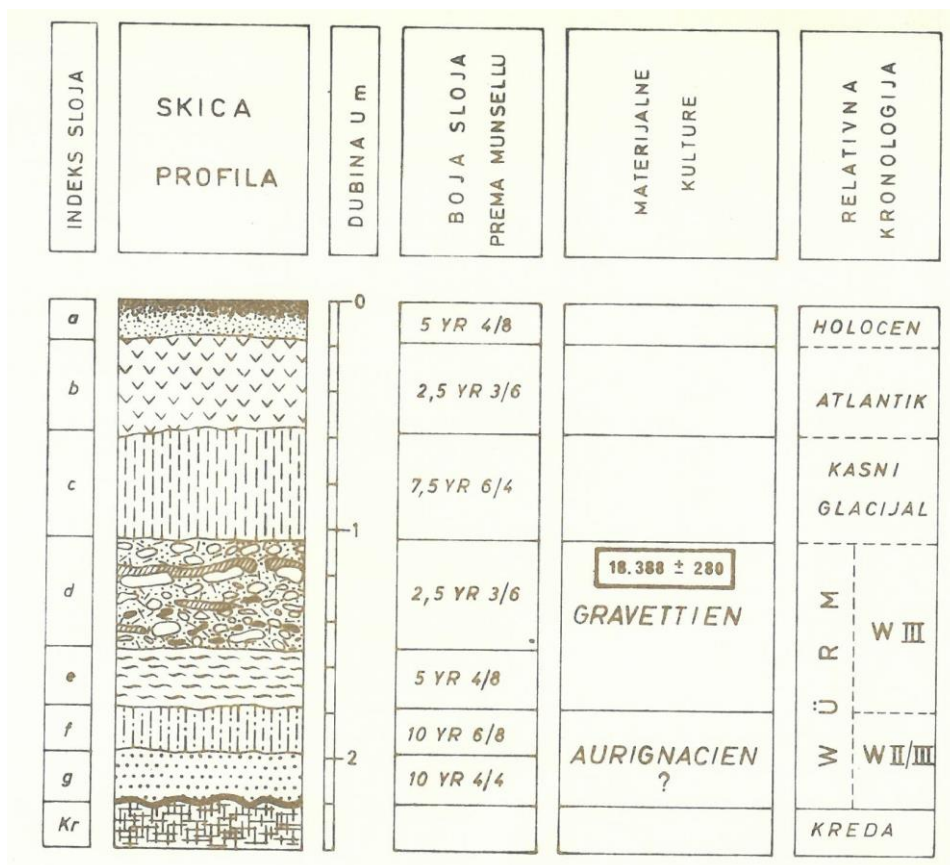 INDEKS SLOJA
SKICA
PROFILA
DUBINA U m
BOJA SLOJA
PREMA MUNSELLU
MATERIJALNE
KULTURE
RELATIVNA
KRONOLOGIJA
a
b
c
d
e
f
g
Kr
0
1
2
5 YR 4/8
2,5 YR 3/6
7,5 YR 6/4
2,5 YR 3/6
5 YR 4/8
10 YR 6/8
10 YR 4/4
18.388 ± 280
GRAVETTIEN
AURIGNACIEN
?
HOLOCEN
ATLANTIK
KASNI
GLACIJAL
WÜRM
W III
W II/III
KREDA